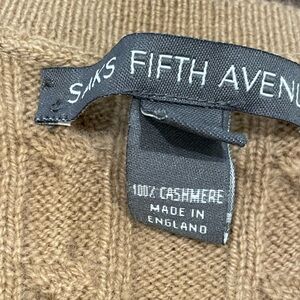 SAKS FIFTH AVENU
100% CASHMERE
MADE IN
ENGLAND